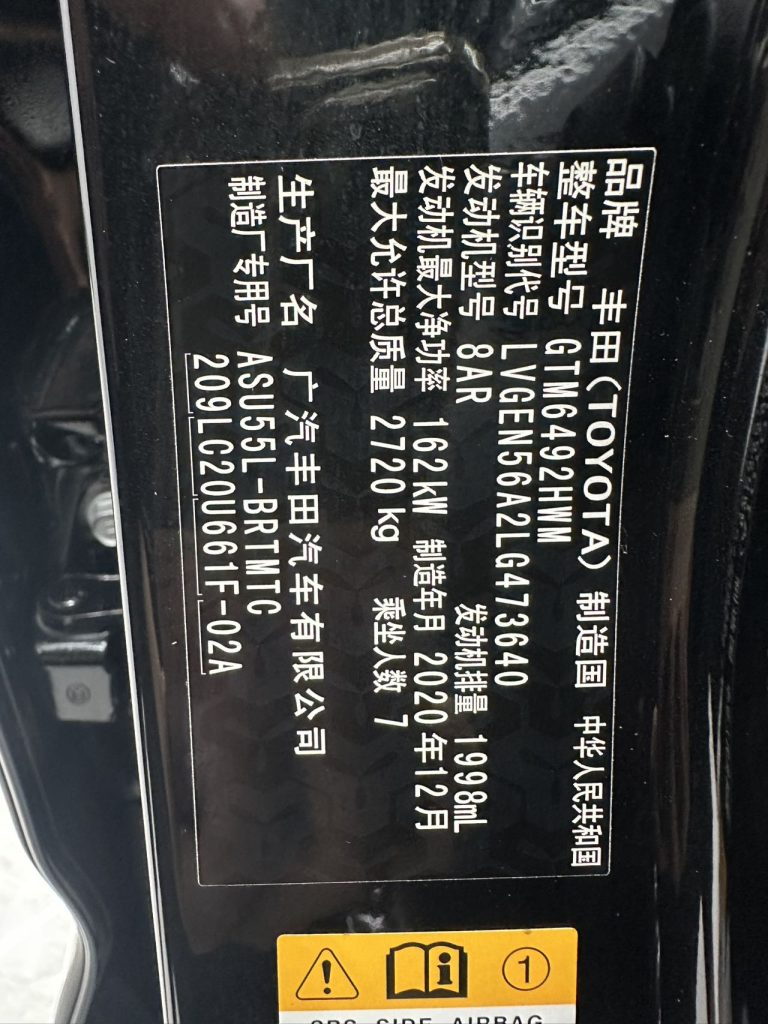 品牌 丰田(TOYOTA) 制造国 中华人民共和国
整车型号 GTM6492HWM
车辆识别代号 LVGEN56A2LG473640
发动机型号 8AR 发动机排量 1998mL
发动机最大净功率 162kW 制造年月 2020年12月
最大允许总质量 2720kg 乘坐人数 7
生产厂名 广汽丰田汽车有限公司
制造厂专用号 ASU55L-BRTMTC
209LC20U661F-02A
1
SRS SIDE AIRBAG